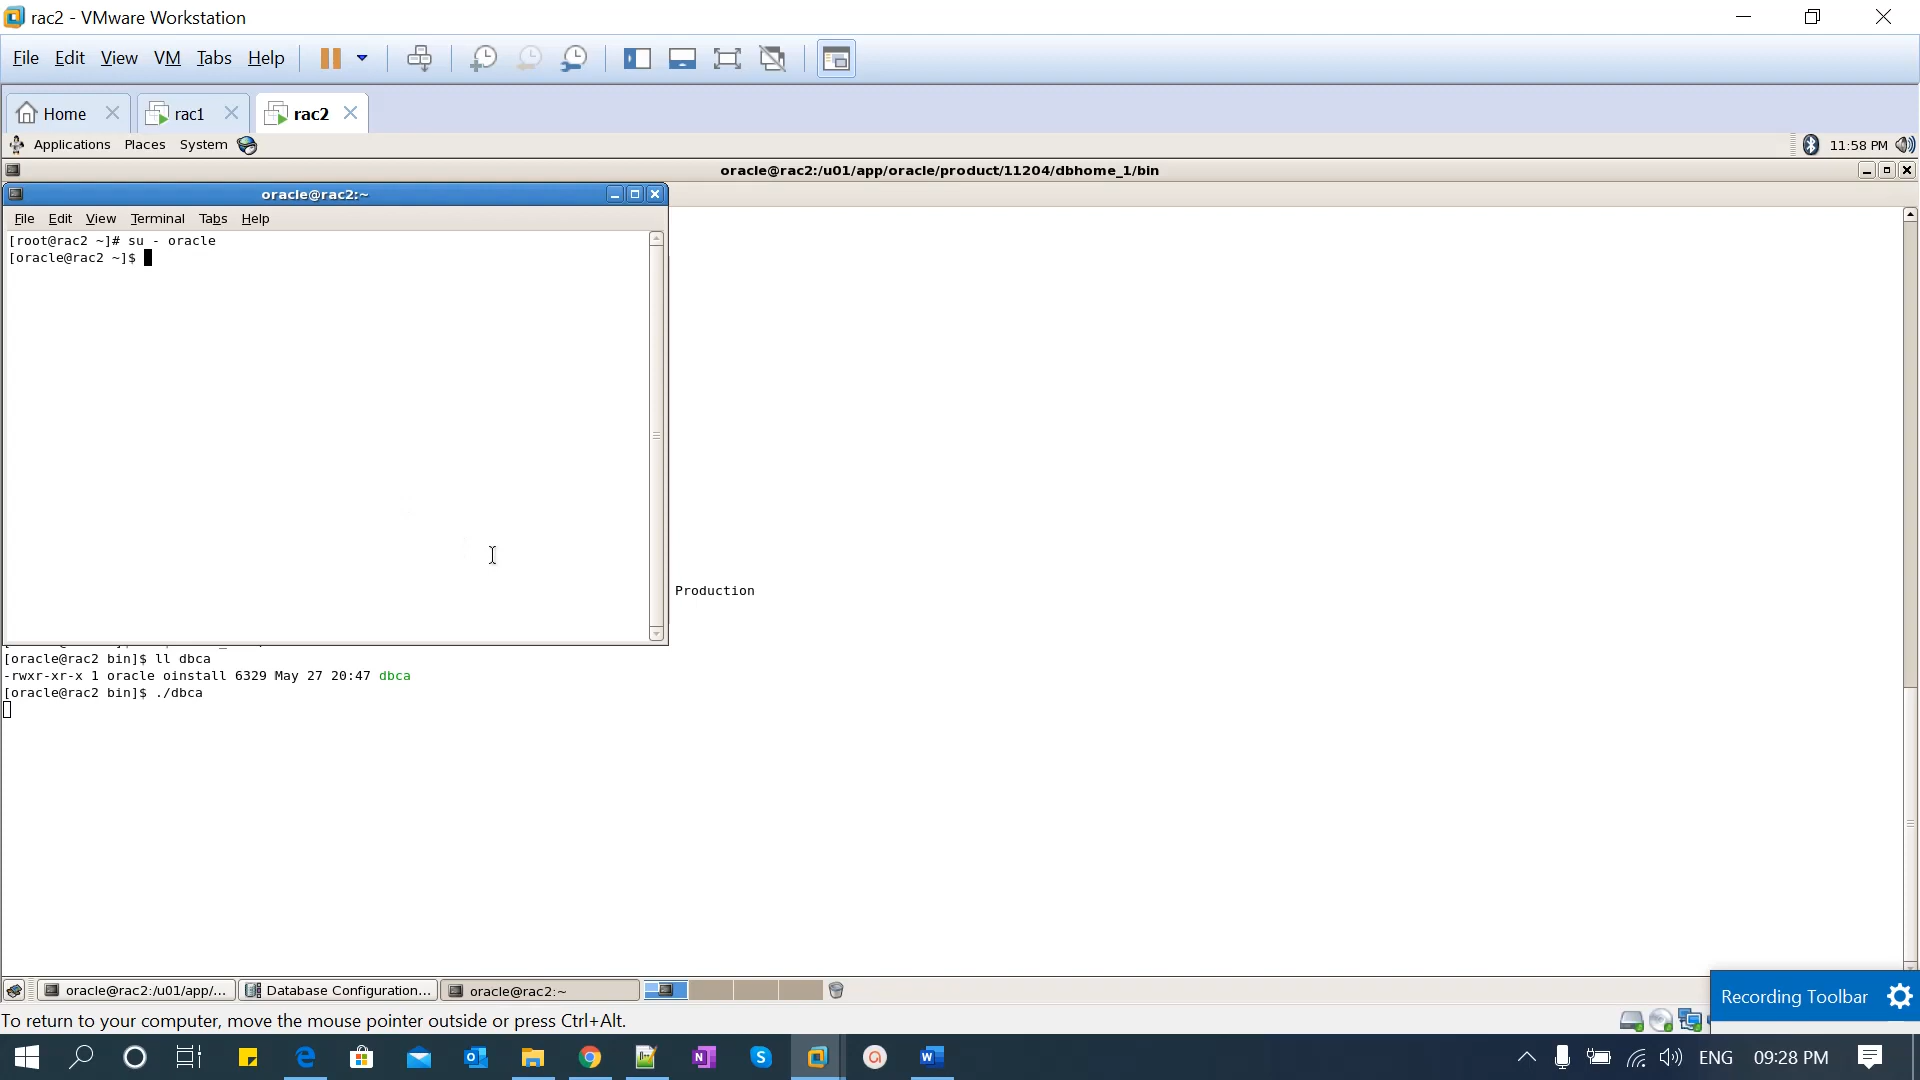 rac2 - VMware Workstation
File Edit View VM Tabs Help
Home rac1 rac2
Applications Places System 11:58 PM
oracle@rac2:/u01/app/oracle/product/11204/dbhome_1/bin
oracle@rac2:~
File Edit View Terminal Tabs Help
[root@rac2 ~]# su - oracle
[oracle@rac2 ~]$
Production
[oracle@rac2 bin]$ ll dbca
-rwxr-xr-x 1 oracle oinstall 6329 May 27 20:47 dbca
[oracle@rac2 bin]$ ./dbca
oracle@rac2:/u01/app/... Database Configuration... oracle@rac2:~
Recording Toolbar
To return to your computer, move the mouse pointer outside or press Ctrl+Alt.
ENG 09:28 PM